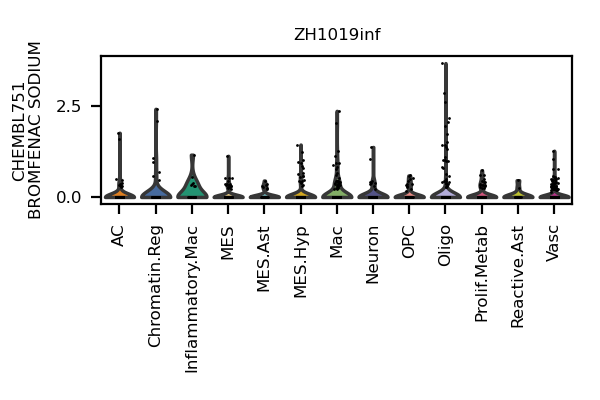 ZH1019inf
CHEMBL751
BROMFENAC SODIUM
2.5
0.0
AC
Chromatin.Reg
Inflammatory.Mac
MES
MES.Ast
MES.Hyp
Mac
Neuron
OPC
Oligo
Prolif.Metab
Reactive.Ast
Vasc